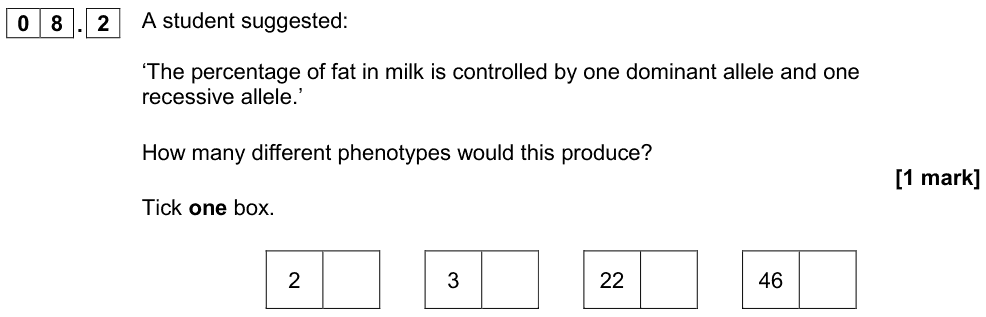 0 8 . 2 A student suggested:
‘The percentage of fat in milk is controlled by one dominant allele and one
recessive allele.’
How many different phenotypes would this produce?
[1 mark]
Tick one box.
2 3 22 46